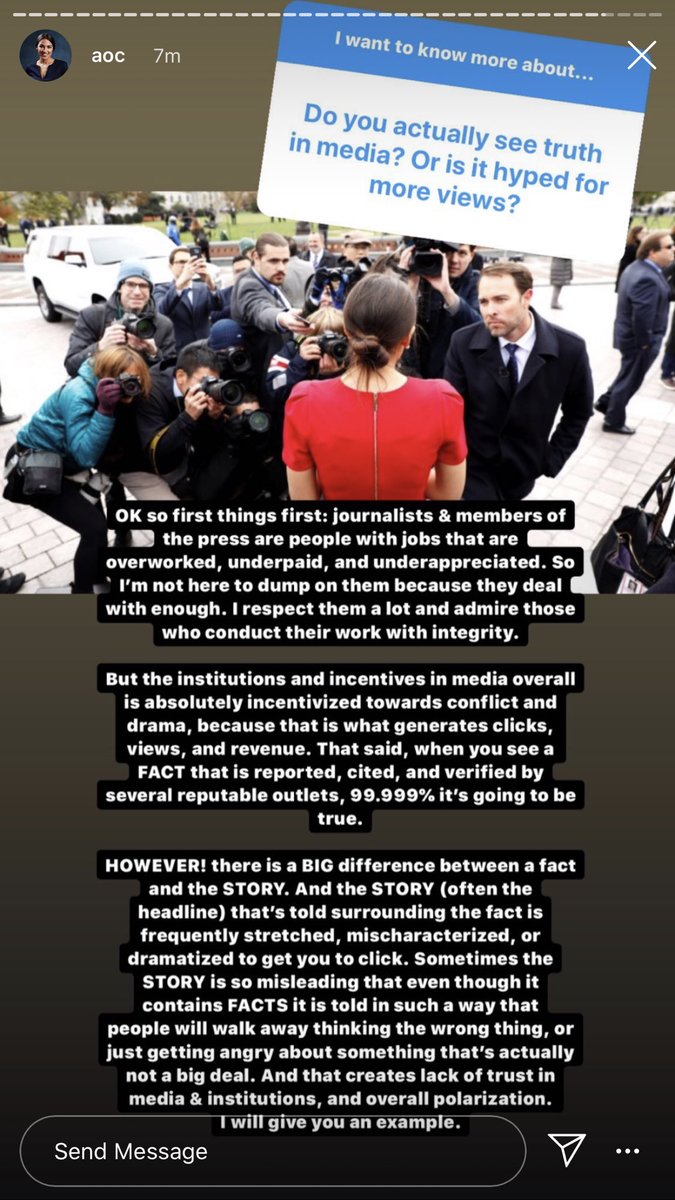 aoc 7m
I want to know more about...
Do you actually see truth
in media? Or is it hyped for
more views?
OK so first things first: journalists & members of
the press are people with jobs that are
overworked, underpaid, and underappreciated. So
I'm not here to dump on them because they deal
with enough. I respect them a lot and admire those
who conduct their work with integrity.
But the institutions and incentives in media overall
is absolutely incentivized towards conflict and
drama, because that is what generates clicks,
views, and revenue. That said, when you see a
FACT that is reported, cited, and verified by
several reputable outlets, 99.999% it's going to be
true.
HOWEVER! there is a BIG difference between a fact
and the STORY. And the STORY (often the
headline) that's told surrounding the fact is
frequently stretched, mischaracterized, or
dramatized to get you to click. Sometimes the
STORY is so misleading that even though it
contains FACTS it is told in such a way that
people will walk away thinking the wrong thing, or
just getting angry about something that's actually
not a big deal. And that creates lack of trust in
media & institutions, and overall polarization.
I will give you an example.
Send Message